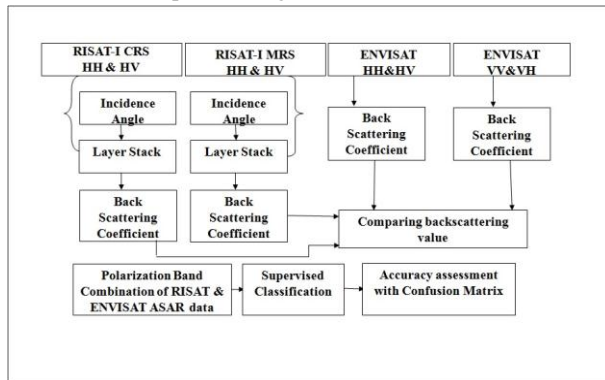 RISAT-I CRS
HH & HV
RISAT-I MRS
HH & HV
ENVISAT
HH&HV
ENVISAT
VV&VH
Incidence
Angle
Incidence
Angle
Back
Scattering
Coefficient
Back
Scattering
Coefficient
Layer Stack
Layer Stack
Back
Scattering
Coefficient
Back
Scattering
Coefficient
Comparing backscattering
value
Polarization Band
Combination of RISAT &
ENVISAT ASAR data
Supervised
Classification
Accuracy assessment
with Confusion Matrix